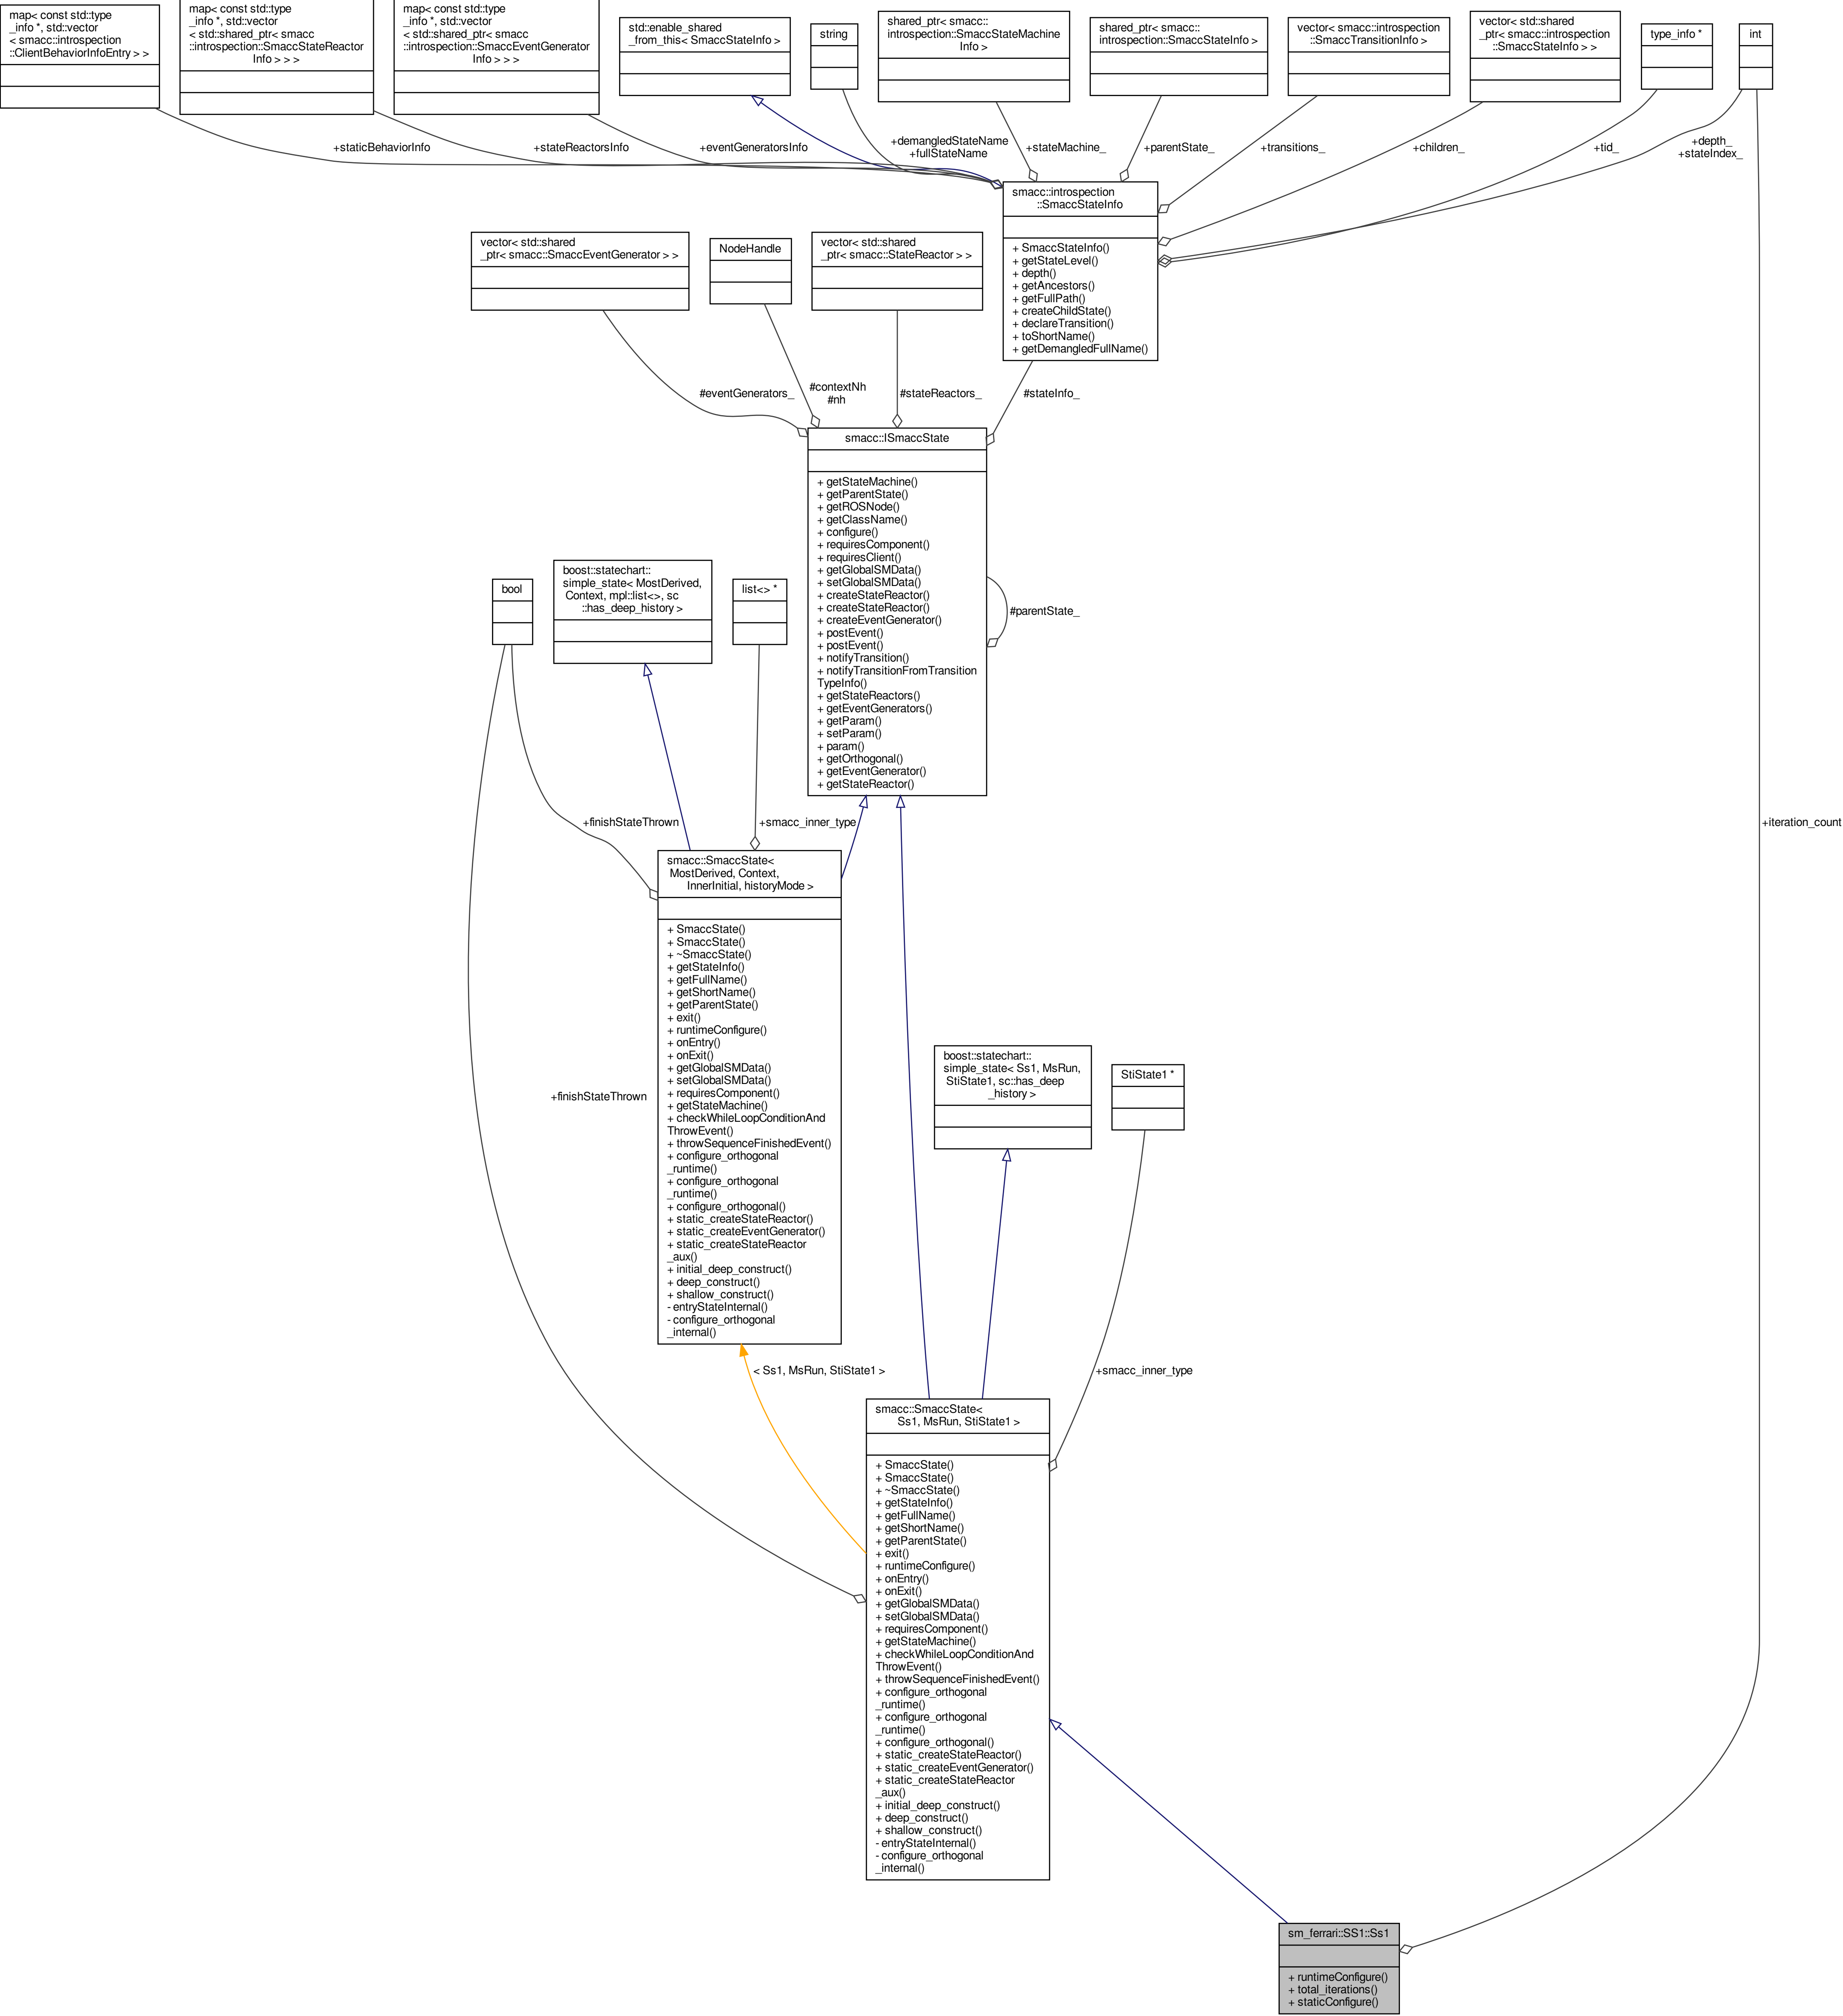 map< const std::type
_info *, std::vector
< smacc::introspection
::ClientBehaviorInfoEntry > >
map< const std::type
_info *, std::vector
< std::shared_ptr< smacc
::introspection::SmaccStateReactor
Info > > >
map< const std::type
_info *, std::vector
< std::shared_ptr< smacc
::introspection::SmaccEventGenerator
Info > > >
std::enable_shared
_from_this< SmaccStateInfo >
string
shared_ptr< smacc::
introspection::SmaccStateMachine
Info >
shared_ptr< smacc::
introspection::SmaccStateInfo >
vector< smacc::introspection
::SmaccTransitionInfo >
vector< std::shared
_ptr< smacc::introspection
::SmaccStateInfo > >
type_info *
int
+staticBehaviorInfo
+stateReactorsInfo
+eventGeneratorsInfo
+demangledStateName
+fullStateName
+stateMachine_
+parentState_
+transitions_
+children_
+tid_
+depth_
+stateIndex_
smacc::introspection
::SmaccStateInfo
+ SmaccStateInfo()
+ getStateLevel()
+ depth()
+ getAncestors()
+ getFullPath()
+ createChildState()
+ declareTransition()
+ toShortName()
+ getDemangledFullName()
vector< std::shared
_ptr< smacc::SmaccEventGenerator > >
NodeHandle
vector< std::shared
_ptr< smacc::StateReactor > >
#eventGenerators_
#contextNh
#nh
#stateReactors_
#stateInfo_
smacc::ISmaccState
+ getStateMachine()
+ getParentState()
+ getROSNode()
+ getClassName()
+ configure()
+ requiresComponent()
+ requiresClient()
+ getGlobalSMData()
+ setGlobalSMData()
+ createStateReactor()
+ createStateReactor()
+ createEventGenerator()
+ postEvent()
+ postEvent()
+ notifyTransition()
+ notifyTransitionFromTransition
TypeInfo()
+ getStateReactors()
+ getEventGenerators()
+ getParam()
+ setParam()
+ param()
+ getOrthogonal()
+ getEventGenerator()
+ getStateReactor()
#parentState_
bool
boost::statechart::
simple_state< MostDerived,
Context, mpl::list<>, sc
::has_deep_history >
list<> *
+finishStateThrown
+smacc_inner_type
+iteration_count
smacc::SmaccState<
MostDerived, Context,
InnerInitial, historyMode >
+ SmaccState()
+ SmaccState()
+ ~SmaccState()
+ getStateInfo()
+ getFullName()
+ getShortName()
+ getParentState()
+ exit()
+ runtimeConfigure()
+ onEntry()
+ onExit()
+ getGlobalSMData()
+ setGlobalSMData()
+ requiresComponent()
+ getStateMachine()
+ checkWhileLoopConditionAnd
ThrowEvent()
+ throwSequenceFinishedEvent()
+ configure_orthogonal
_runtime()
+ configure_orthogonal
_runtime()
+ configure_orthogonal()
+ static_createStateReactor()
+ static_createEventGenerator()
+ static_createStateReactor
_aux()
+ initial_deep_construct()
+ deep_construct()
+ shallow_construct()
- entryStateInternal()
- configure_orthogonal
_internal()
+finishStateThrown
boost::statechart::
simple_state< Ss1, MsRun,
StiState1, sc::has_deep
_history >
StiState1 *
< Ss1, MsRun, StiState1 >
+smacc_inner_type
smacc::SmaccState<
Ss1, MsRun, StiState1 >
+ SmaccState()
+ SmaccState()
+ ~SmaccState()
+ getStateInfo()
+ getFullName()
+ getShortName()
+ getParentState()
+ exit()
+ runtimeConfigure()
+ onEntry()
+ onExit()
+ getGlobalSMData()
+ setGlobalSMData()
+ requiresComponent()
+ getStateMachine()
+ checkWhileLoopConditionAnd
ThrowEvent()
+ throwSequenceFinishedEvent()
+ configure_orthogonal
_runtime()
+ configure_orthogonal
_runtime()
+ configure_orthogonal()
+ static_createStateReactor()
+ static_createEventGenerator()
+ static_createStateReactor
_aux()
+ initial_deep_construct()
+ deep_construct()
+ shallow_construct()
- entryStateInternal()
- configure_orthogonal
_internal()
sm_ferrari::SS1::Ss1
+ runtimeConfigure()
+ total_iterations()
+ staticConfigure()